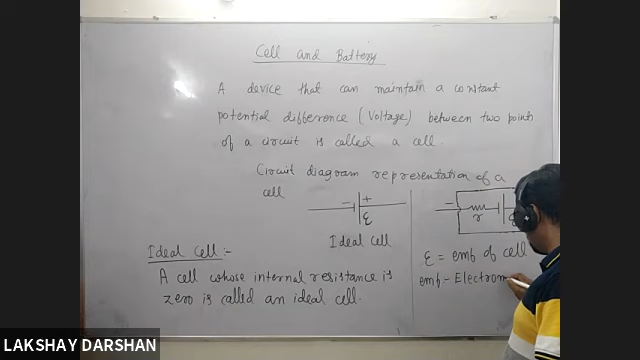 Cell and Battery
A device that can maintain a constant
potential difference (Voltage) between two points
of a circuit is called a cell.
Circuit diagram representation of a
cell
− + −
ε r ε
Ideal Cell
Ideal Cell :-
A cell whose internal resistance is
zero is called an ideal cell.
ε = emf of cell
emf - Electrom
LAKSHAY DARSHAN